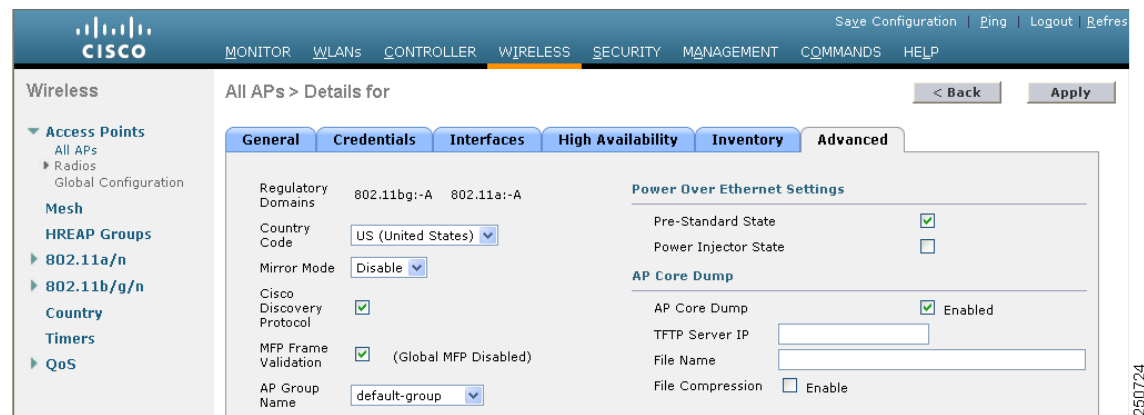 Save Configuration | Ping | Logout | Refres
CISCO
MONITOR WLANs CONTROLLER WIRELESS SECURITY MANAGEMENT COMMANDS HELP
Wireless
Access Points
All APs
Radios
Global Configuration
Mesh
HREAP Groups
802.11a/n
802.11b/g/n
Country
Timers
QoS
All APs > Details for
< Back
Apply
General Credentials Interfaces High Availability Inventory Advanced
Regulatory
Domains
802.11bg:-A 802.11a:-A
Country
Code
US (United States)
Mirror Mode Disable
Cisco
Discovery
Protocol
MFP Frame
Validation
(Global MFP Disabled)
AP Group
Name
default-group
Power Over Ethernet Settings
Pre-Standard State
Power Injector State
AP Core Dump
AP Core Dump Enabled
TFTP Server IP
File Name
File Compression Enable
250724